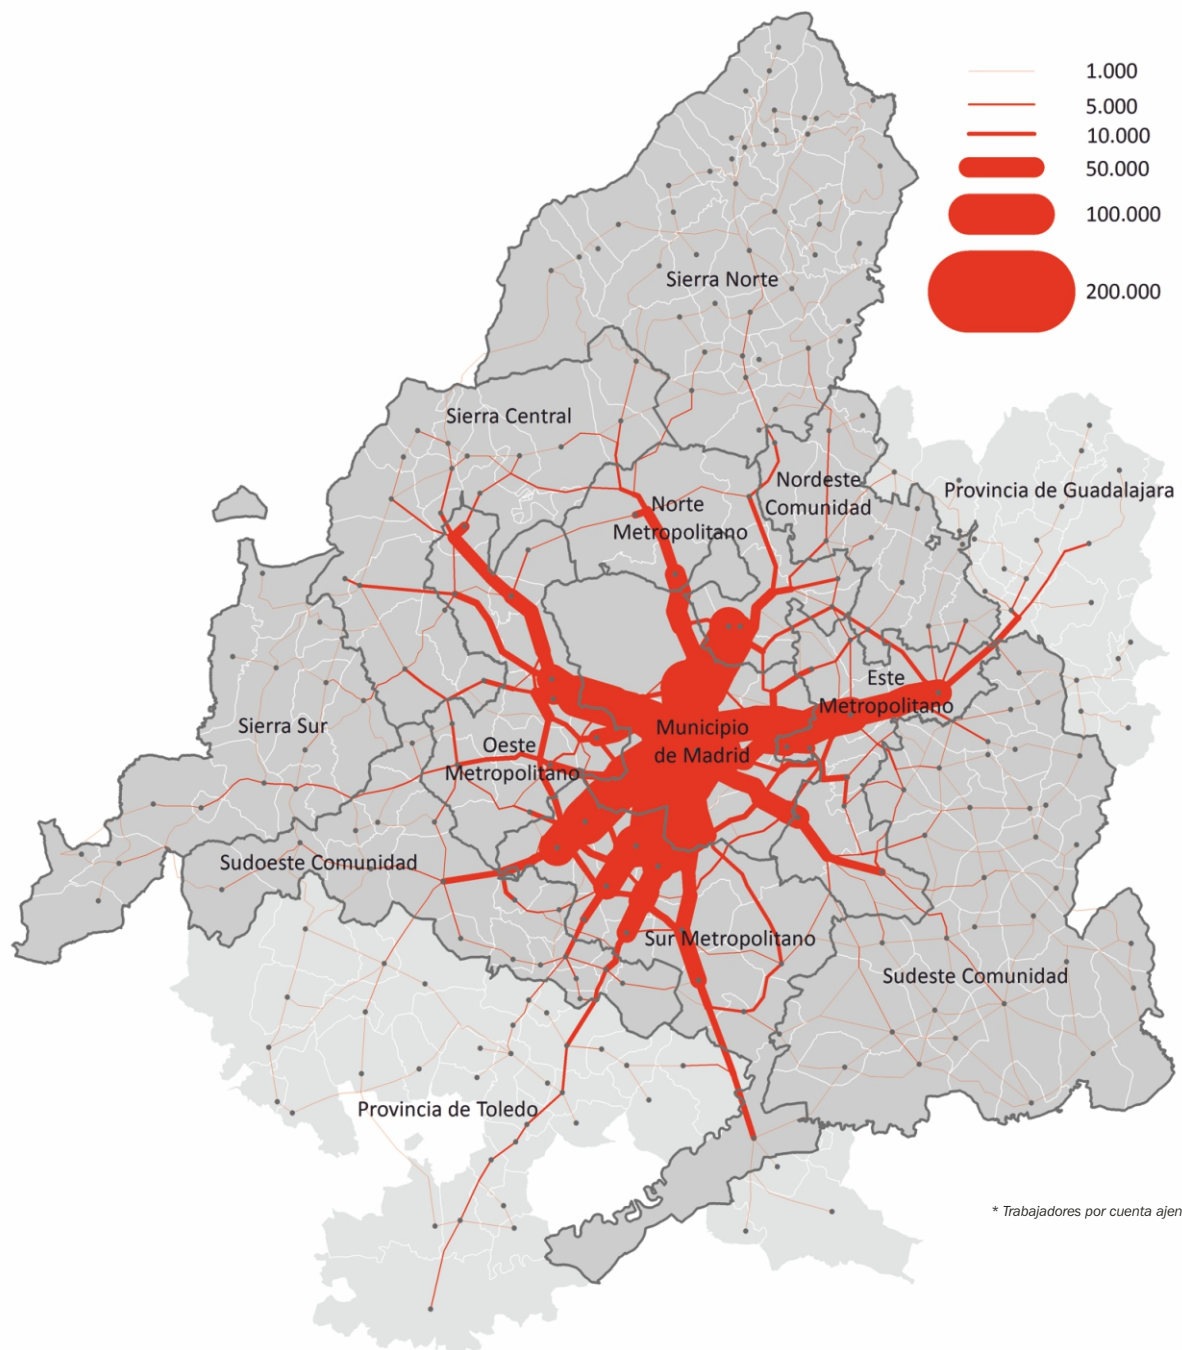 1.000
5.000
10.000
50.000
100.000
200.000
Sierra Norte
Sierra Central
Nordeste
Comunidad
Provincia de Guadalajara
Norte
Metropolitano
Este
Metropolitano
Sierra Sur
Municipio
de Madrid
Oeste
Metropolitano
Sudoeste Comunidad
Sur Metropolitano
Sudeste Comunidad
Provincia de Toledo
* Trabajadores por cuenta ajen